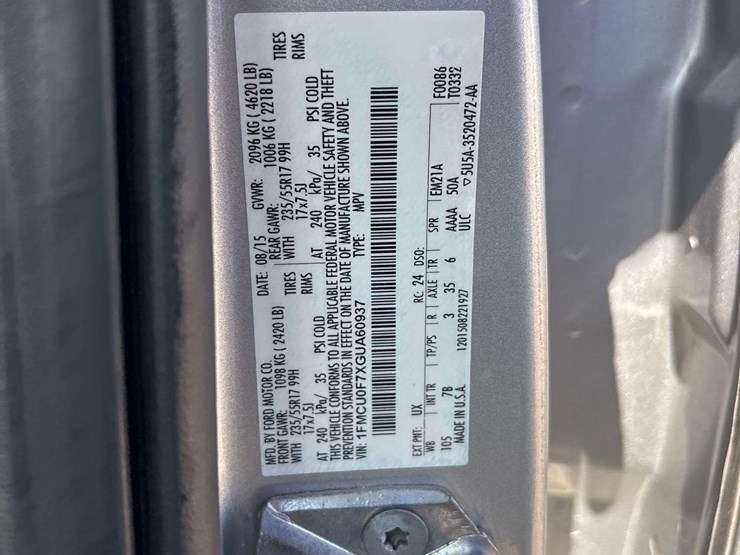 MFD. BY FORD MOTOR CO. DATE: 08/15 GVWR: 2096 KG ( 4620 LB)
FRONT GAWR: 1098 KG ( 2420 LB) REAR GAWR: 1006 KG ( 2218 LB)
WITH 235/55R17 99H TIRES WITH 235/55R17 99H TIRES
17x7.5J RIMS 17x7.5J RIMS
AT 240 kPa/ 35 PSI COLD AT 240 kPa/ 35 PSI COLD
THIS VEHICLE CONFORMS TO ALL APPLICABLE FEDERAL MOTOR VEHICLE SAFETY AND THEFT
PREVENTION STANDARDS IN EFFECT ON THE DATE OF MANUFACTURE SHOWN ABOVE.
VIN: 1FMCU0F7XGUA60937 TYPE: MPV
EXT PNT: UX RC: 24 DSO: F0086
WB INT TR TP/PS R AXLE TR SPR EM21A T0332
105 7B 3 35 6 AAAA 50A
MADE IN U.S.A. 1201508221927 ULC ▽5U5A-3520472-AA